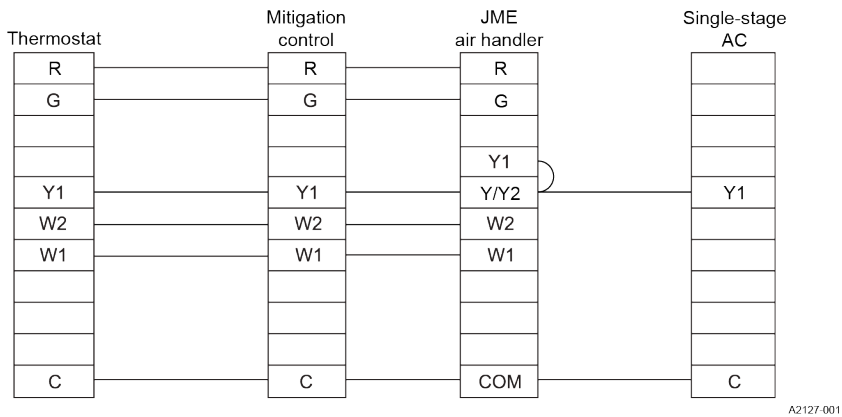 Thermostat
Mitigation
control
JME
air handler
Single-stage
AC
R R R
G G G
Y1
Y1 Y1 Y/Y2 Y1
W2 W2 W2
W1 W1 W1
C C COM C
A2127-001